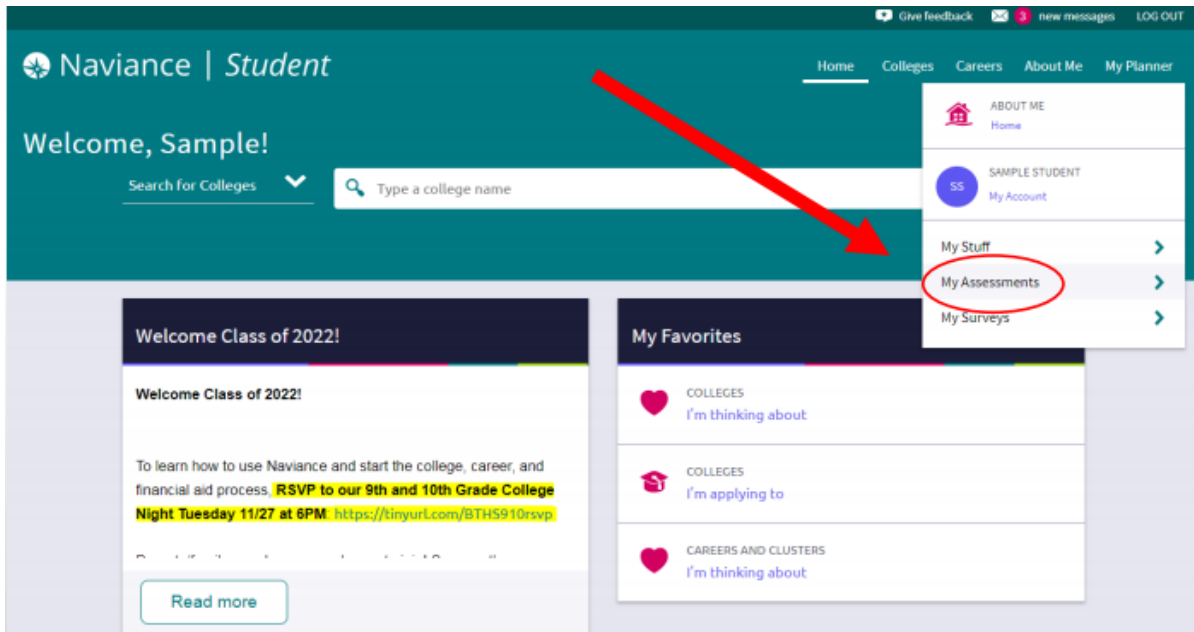 Give feedback 3 new messages LOG OUT
Naviance | Student
Home Colleges Careers About Me My Planner
Welcome, Sample!
Search for Colleges
Type a college name
ABOUT ME
Home
SS
SAMPLE STUDENT
My Account
My Stuff
My Assessments
My Surveys
Welcome Class of 2022!
Welcome Class of 2022!
To learn how to use Naviance and start the college, career, and
financial aid process, RSVP to our 9th and 10th Grade College
Night Tuesday 11/27 at 6PM: https://tinyurl.com/BTHS910rsvp
Read more
My Favorites
COLLEGES
I'm thinking about
COLLEGES
I'm applying to
CAREERS AND CLUSTERS
I'm thinking about